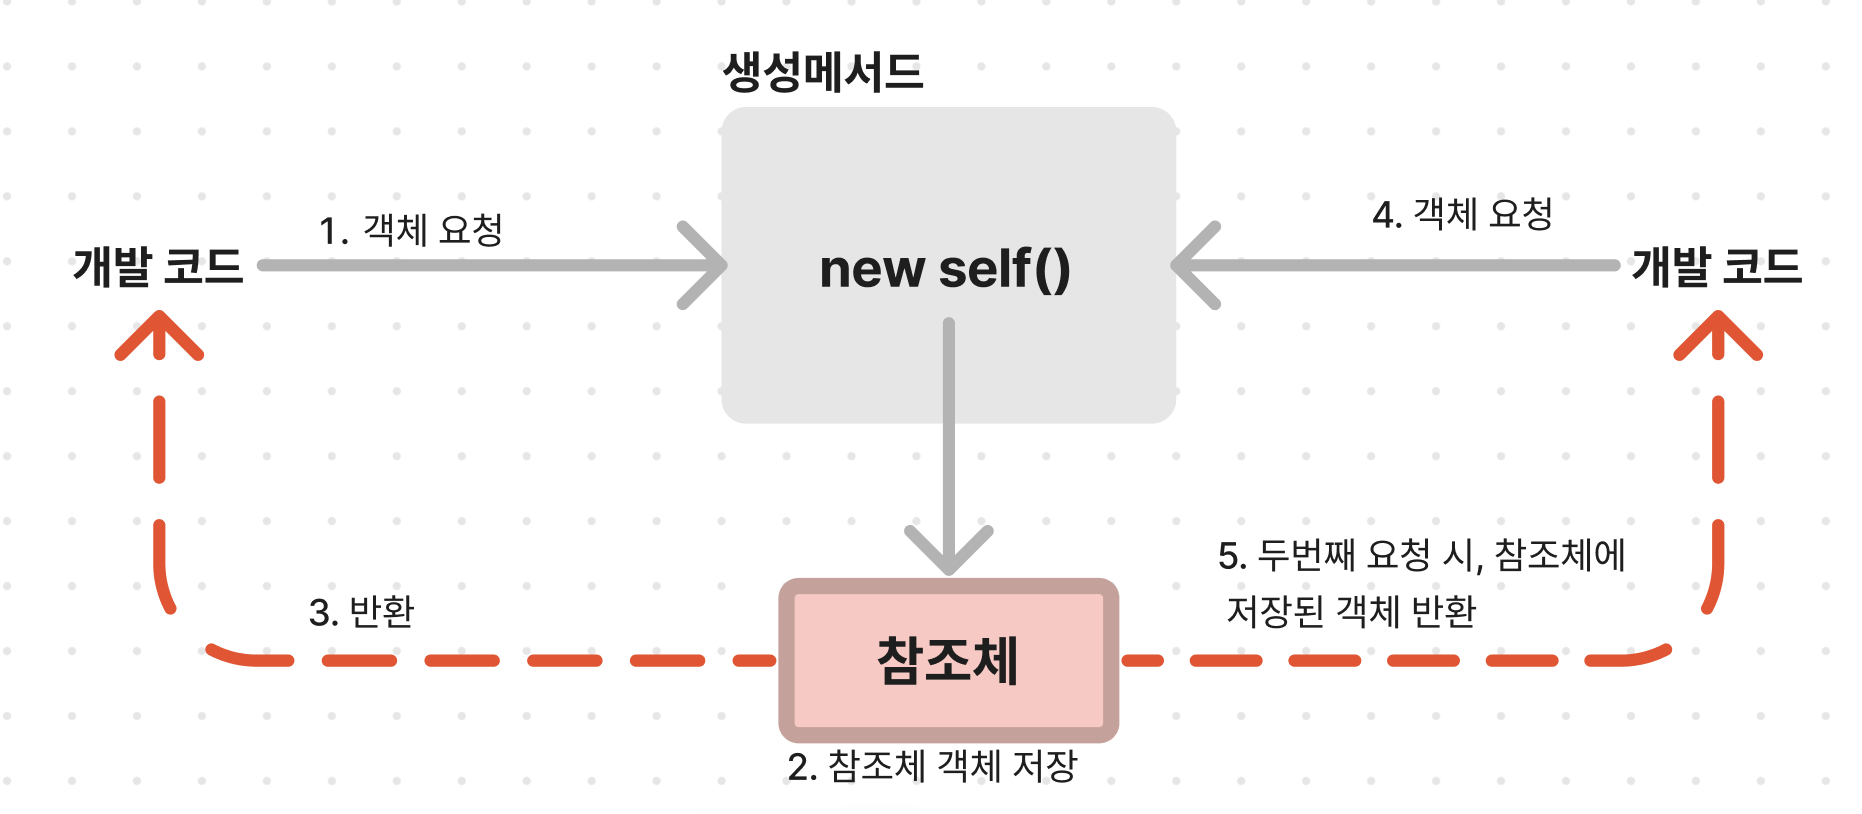 생성메서드
1. 객체 요청
4. 객체 요청
개발 코드
new self()
개발 코드
5. 두번째 요청 시, 참조체에
저장된 객체 반환
3. 반환
참조체
2. 참조체 객체 저장